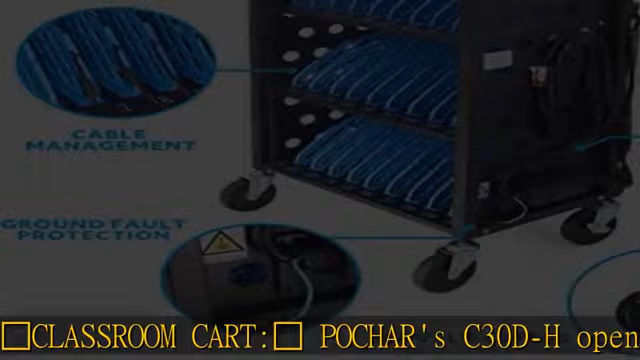 CABLE
MANAGEMENT
GROUND FAULT
PROTECTION
□CLASSROOM CART:□ POCHAR's C30D-H open